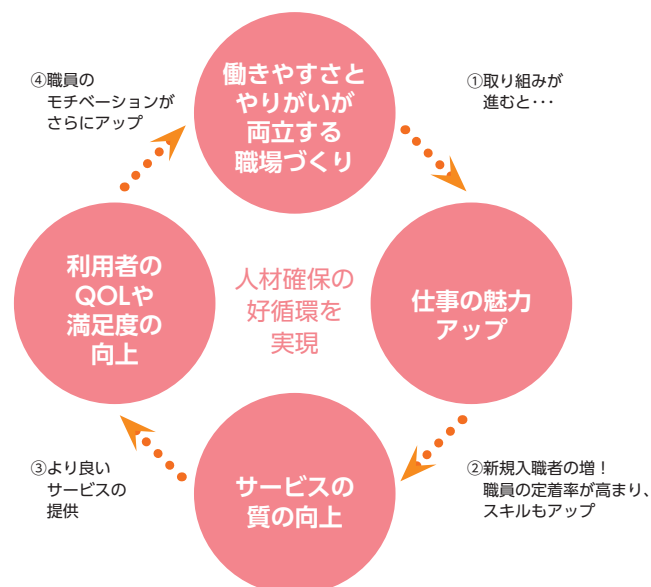 働きやすさと
やりがいが
両立する
職場づくり
①取り組みが
進むと･･･
仕事の魅力
アップ
②新規入職者の増！
職員の定着率が高まり、
スキルもアップ
サービスの
質の向上
③より良い
サービスの
提供
利用者の
QOLや
満足度の
向上
④職員の
モチベーションが
さらにアップ
人材確保の
好循環を
実現